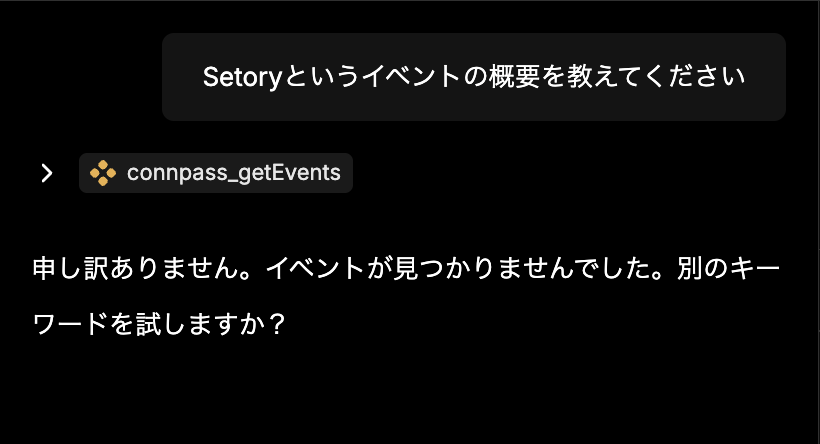 Setoryというイベントの概要を教えてください
connpass_getEvents
申し訳ありません。イベントが見つかりませんでした。別のキー
ワードを試しますか？